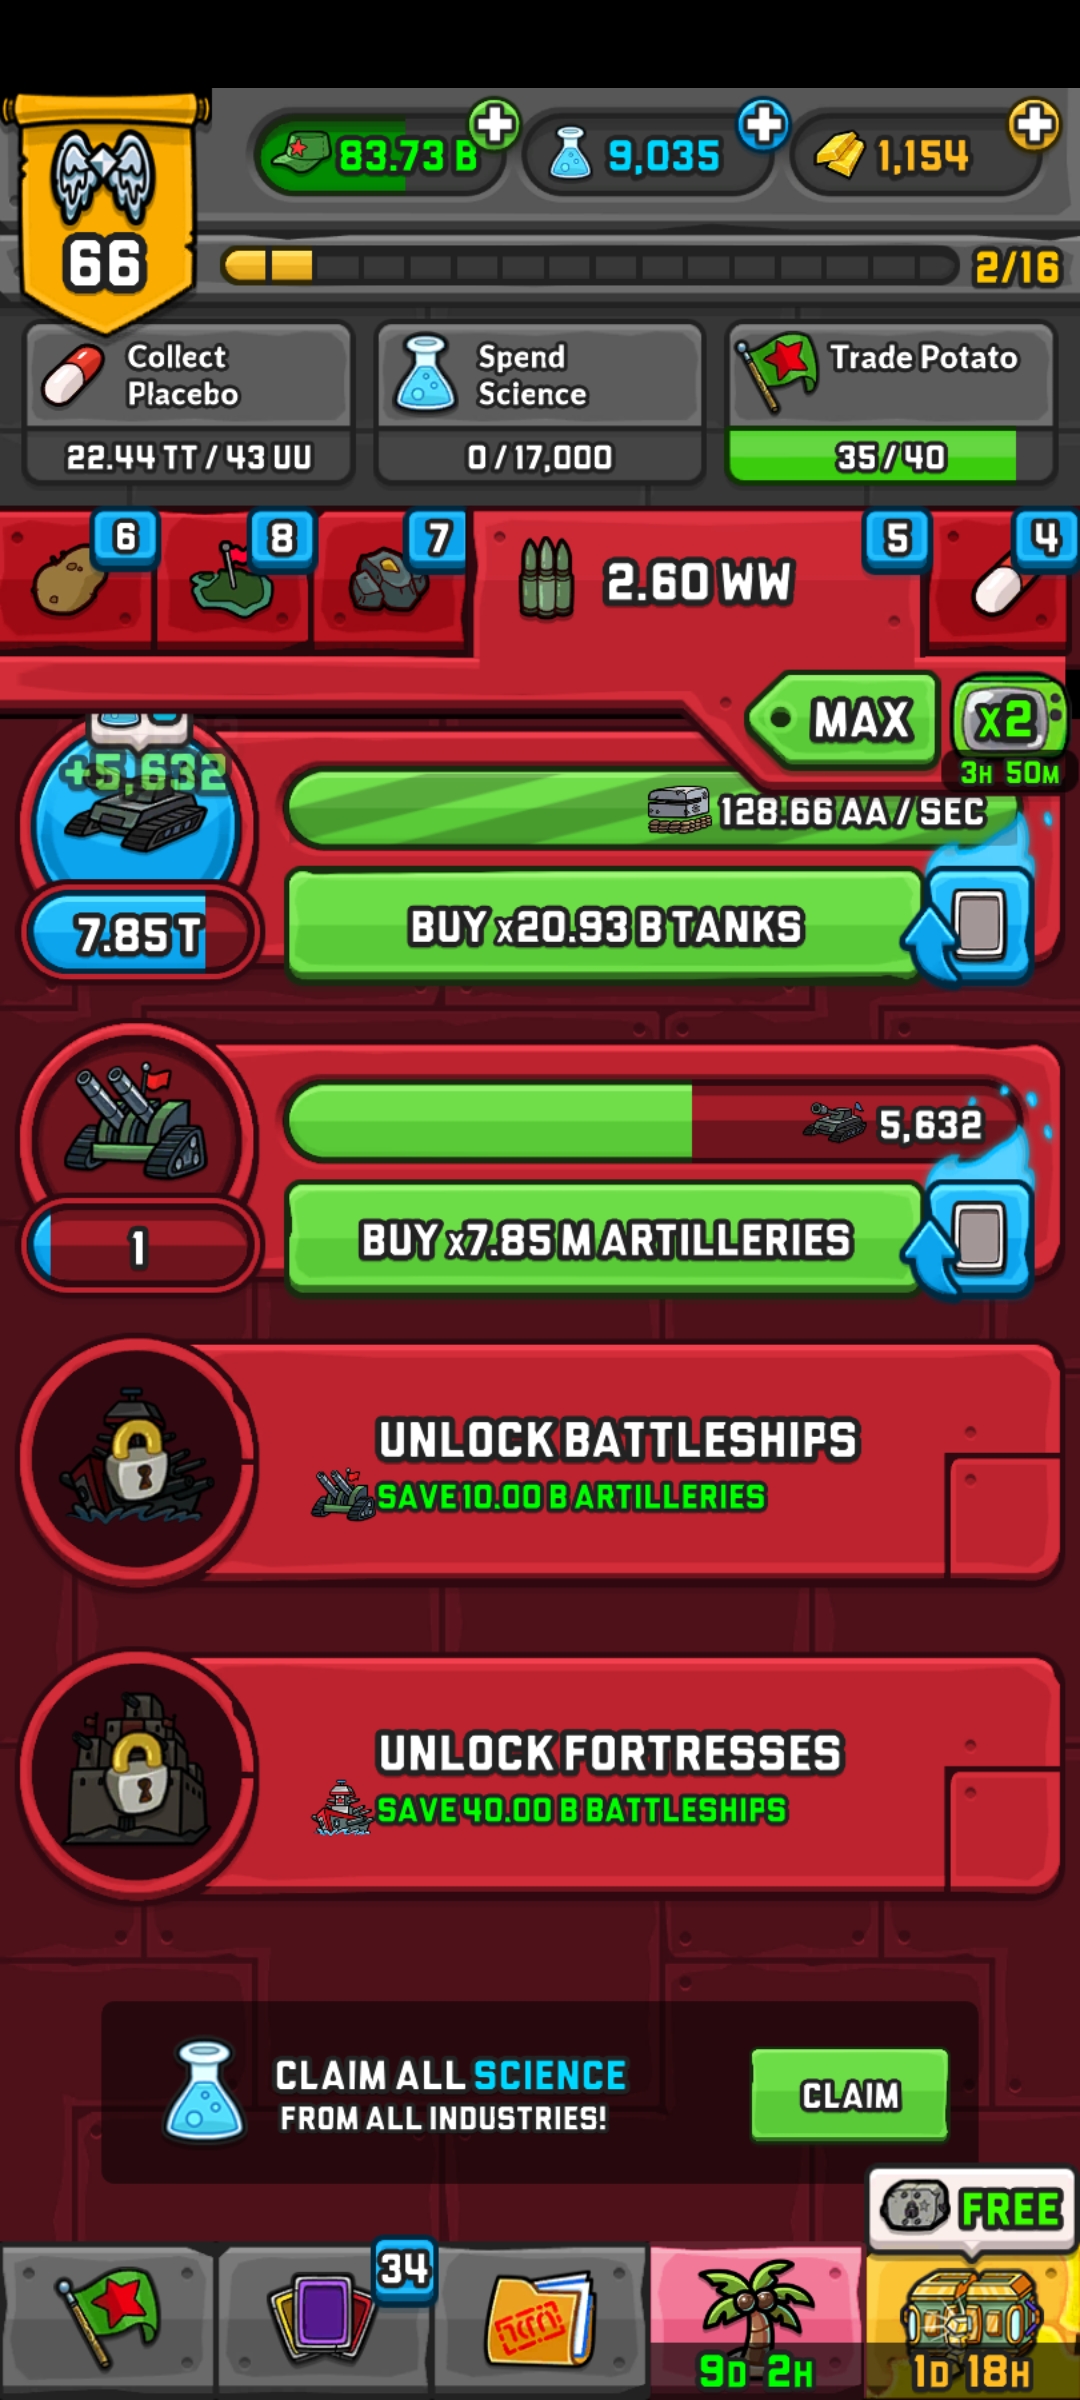 83.73 B
9,035
1,154
66
2/16
Collect
Placebo
22.44 TT / 43 UU
Spend
Science
0 / 17,000
Trade Potato
35 / 40
6
8
7
2.60 WW
5
4
MAX
x2
3H 50M
+5,632
128.66 AA / SEC
7.85 T
BUY x20.93 B TANKS
5,632
1
BUY x7.85 M ARTILLERIES
UNLOCK BATTLESHIPS
SAVE 10.00 B ARTILLERIES
UNLOCK FORTRESSES
SAVE 40.00 B BATTLESHIPS
CLAIM ALL SCIENCE
FROM ALL INDUSTRIES!
CLAIM
FREE
34
9D 2H
1D 18H